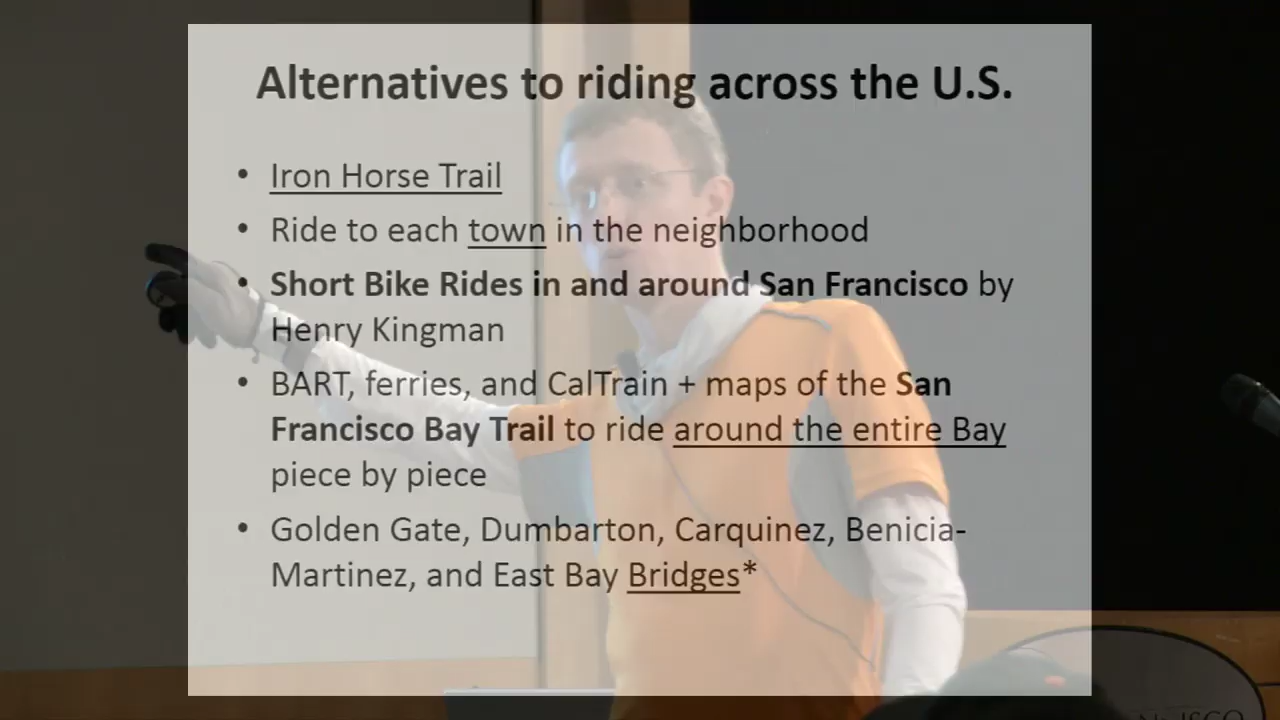 Alternatives to riding across the U.S.
• Iron Horse Trail
• Ride to each town in the neighborhood
• Short Bike Rides in and around San Francisco by
Henry Kingman
• BART, ferries, and CalTrain + maps of the San
Francisco Bay Trail to ride around the entire Bay
piece by piece
• Golden Gate, Dumbarton, Carquinez, Benicia-
Martinez, and East Bay Bridges*